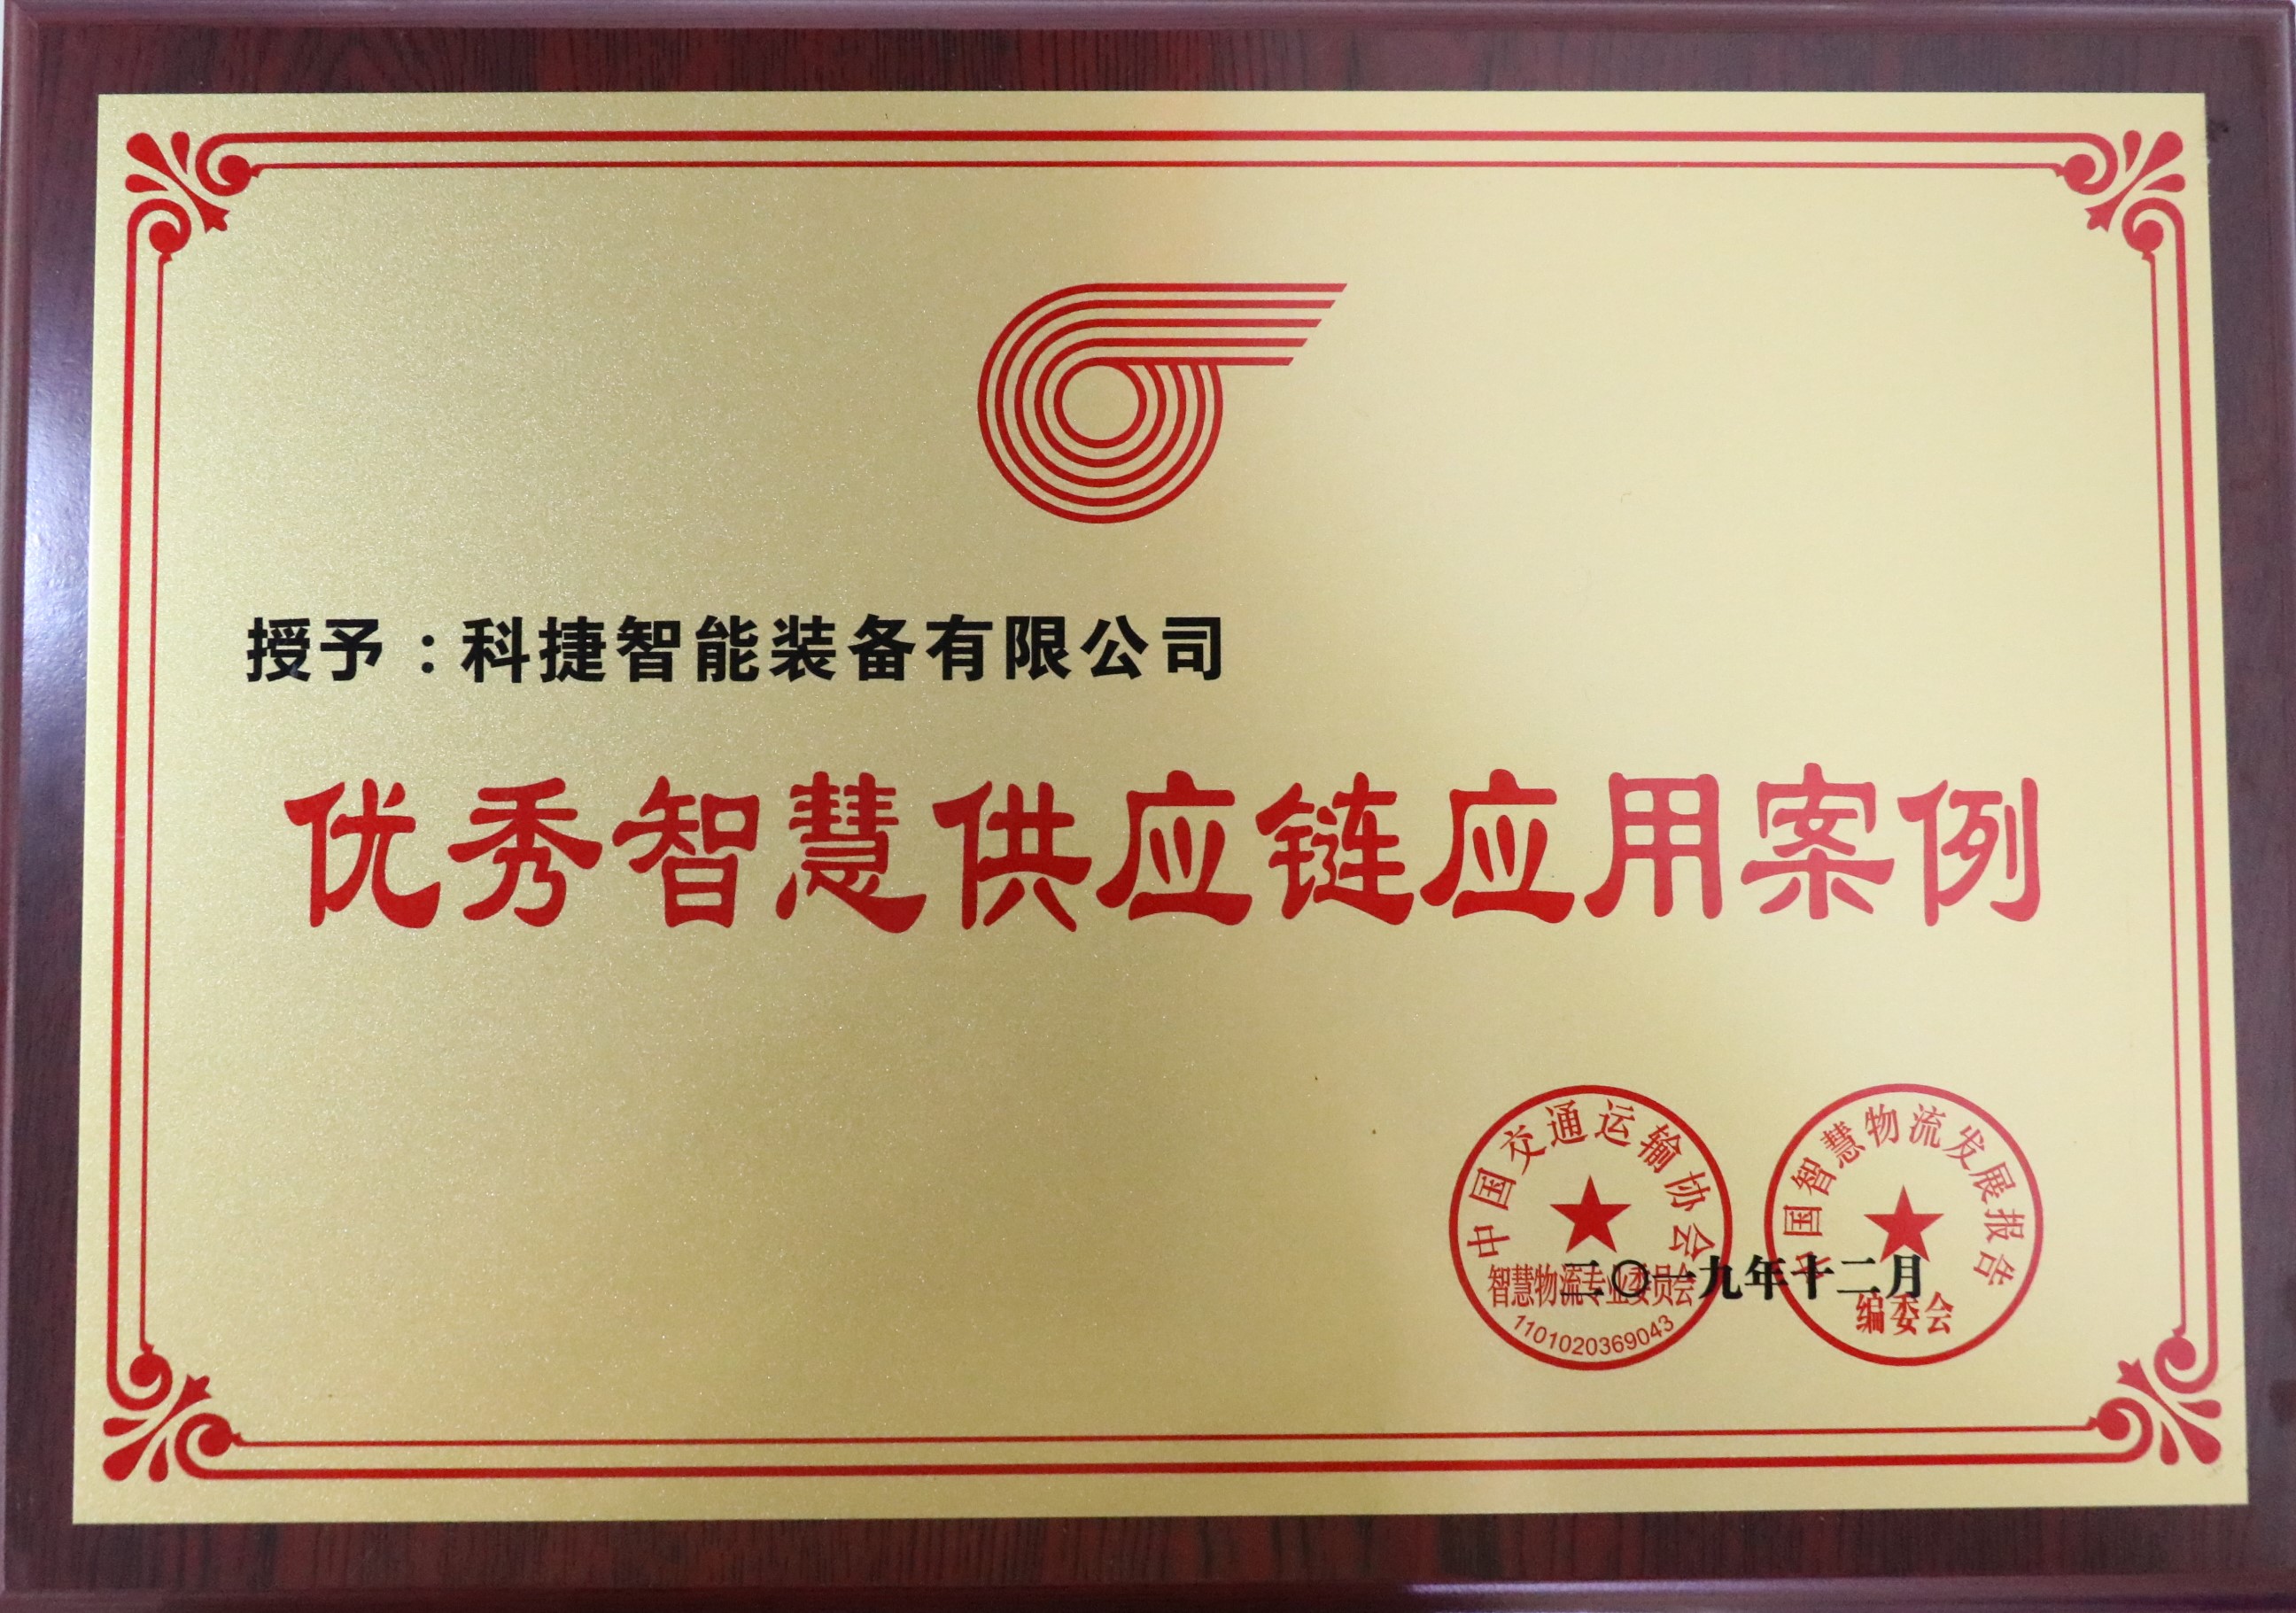 授予：科捷智能装备有限公司
优秀智慧供应链应用案例
中国交通运输协会
智慧物流专业委员会
1101020369043
中国智慧物流发展报告
编委会
二〇一九年十二月